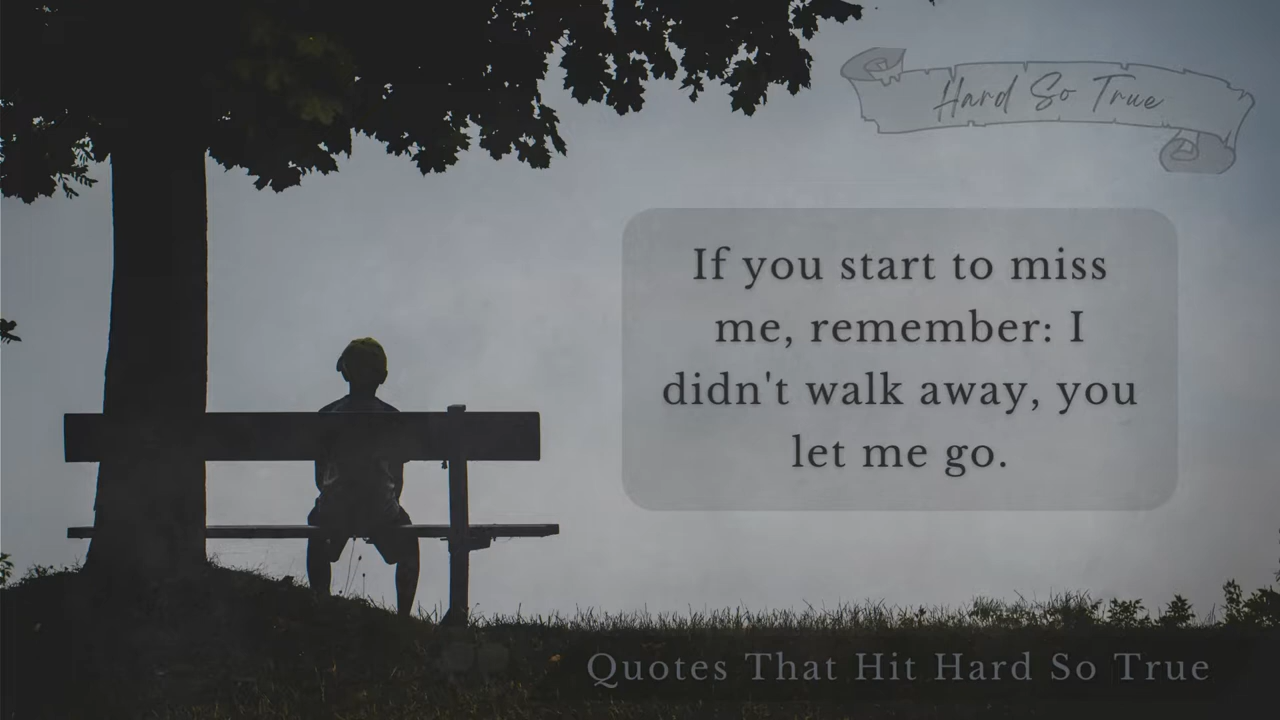 Hard So True
If you start to miss
me, remember: I
didn't walk away, you
let me go.
Quotes That Hit Hard So True